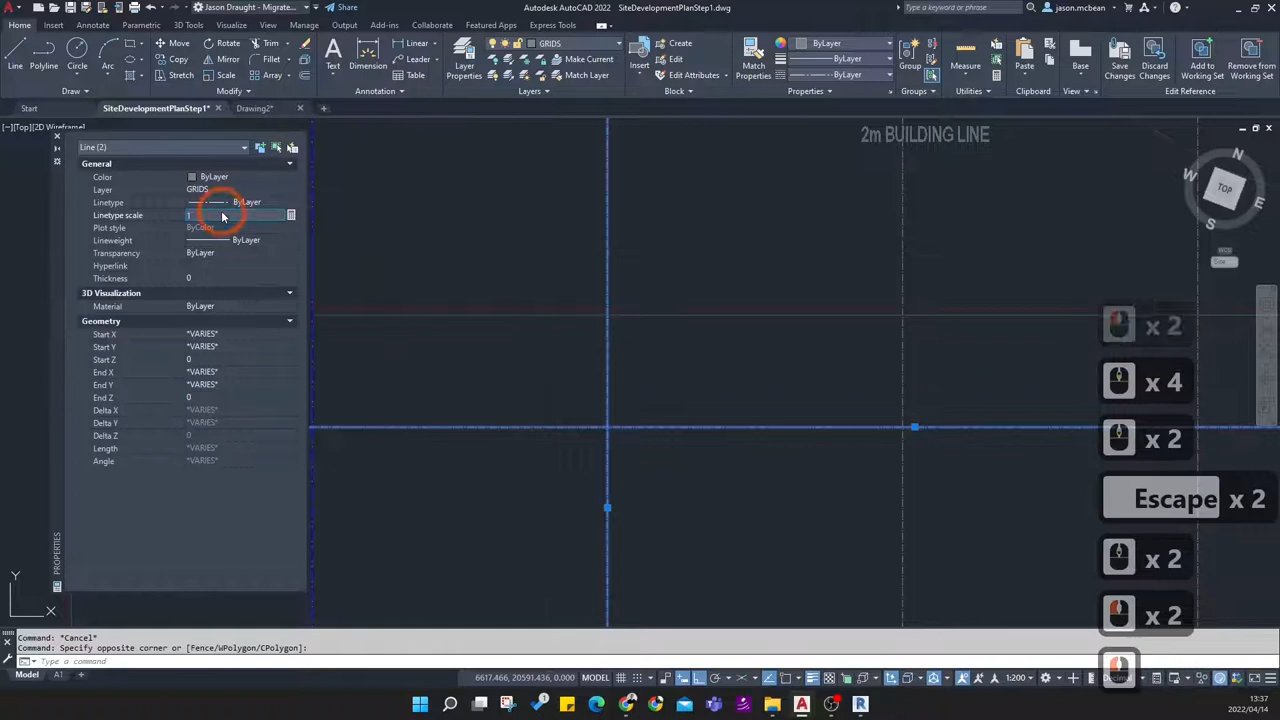 Jason Draught - Migrate...
Share
Autodesk AutoCAD 2022 SiteDevelopmentPlanStep1.dwg
Type a keyword or phrase
jason.mcbean
Home Insert Annotate Parametric 3D Tools Visualize View Manage Output Add-ins Collaborate Featured Apps Express Tools
Line Polyline Circle Arc
Move Rotate Trim
Copy Mirror Fillet
Stretch Scale Array
Text Dimension
Linear
Leader
Table
Layer Properties
GRIDS
Make Current
Match Layer
Insert
Create
Edit
Edit Attributes
Match Properties
ByLayer
ByLayer
ByLayer
Group
Measure
Paste
Base
Save Changes
Discard Changes
Add to Working Set
Remove from Working Set
Draw Modify Annotation Layers Block Properties Groups Utilities Clipboard View Edit Reference
Start SiteDevelopmentPlanStep1* Drawing2*
[−][Top][2D Wireframe]
Line (2)
General
Color ByLayer
Layer GRIDS
Linetype ByLayer
Linetype scale 1
Plot style ByColor
Lineweight ByLayer
Transparency ByLayer
Hyperlink
Thickness 0
3D Visualization
Material ByLayer
Geometry
Start X *VARIES*
Start Y *VARIES*
Start Z 0
End X *VARIES*
End Y *VARIES*
End Z 0
Delta X *VARIES*
Delta Y *VARIES*
Delta Z 0
Length *VARIES*
Angle *VARIES*
PROPERTIES
2m BUILDING LINE
N
W
TOP
E
S
x 2
x 4
x 2
Escape x 2
x 2
x 2
Y
X
Command: *Cancel*
Command: Specify opposite corner or [Fence/WPolygon/CPolygon]:
Type a command
Model A1
6617.466, 20591.436, 0.000 MODEL
1:200
Decimal
13:37
2022/04/14